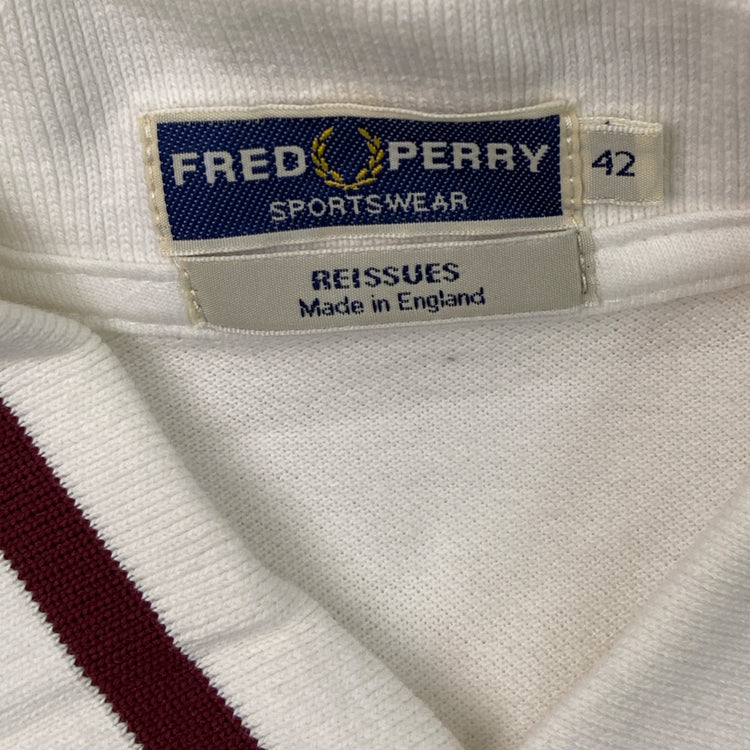 FRED PERRY
SPORTSWEAR
42
REISSUES
Made in England